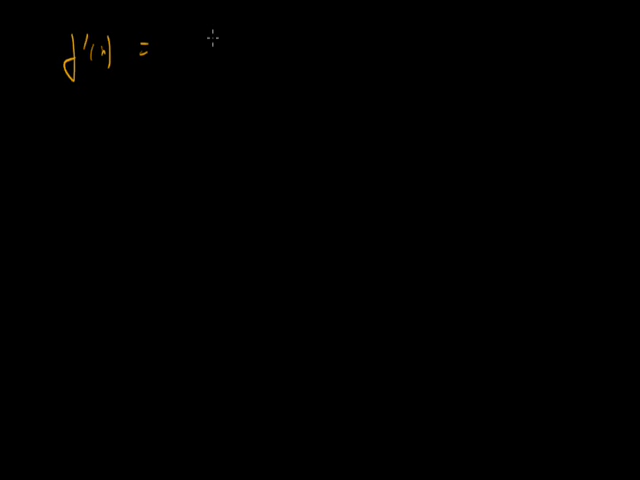 f'(x) =